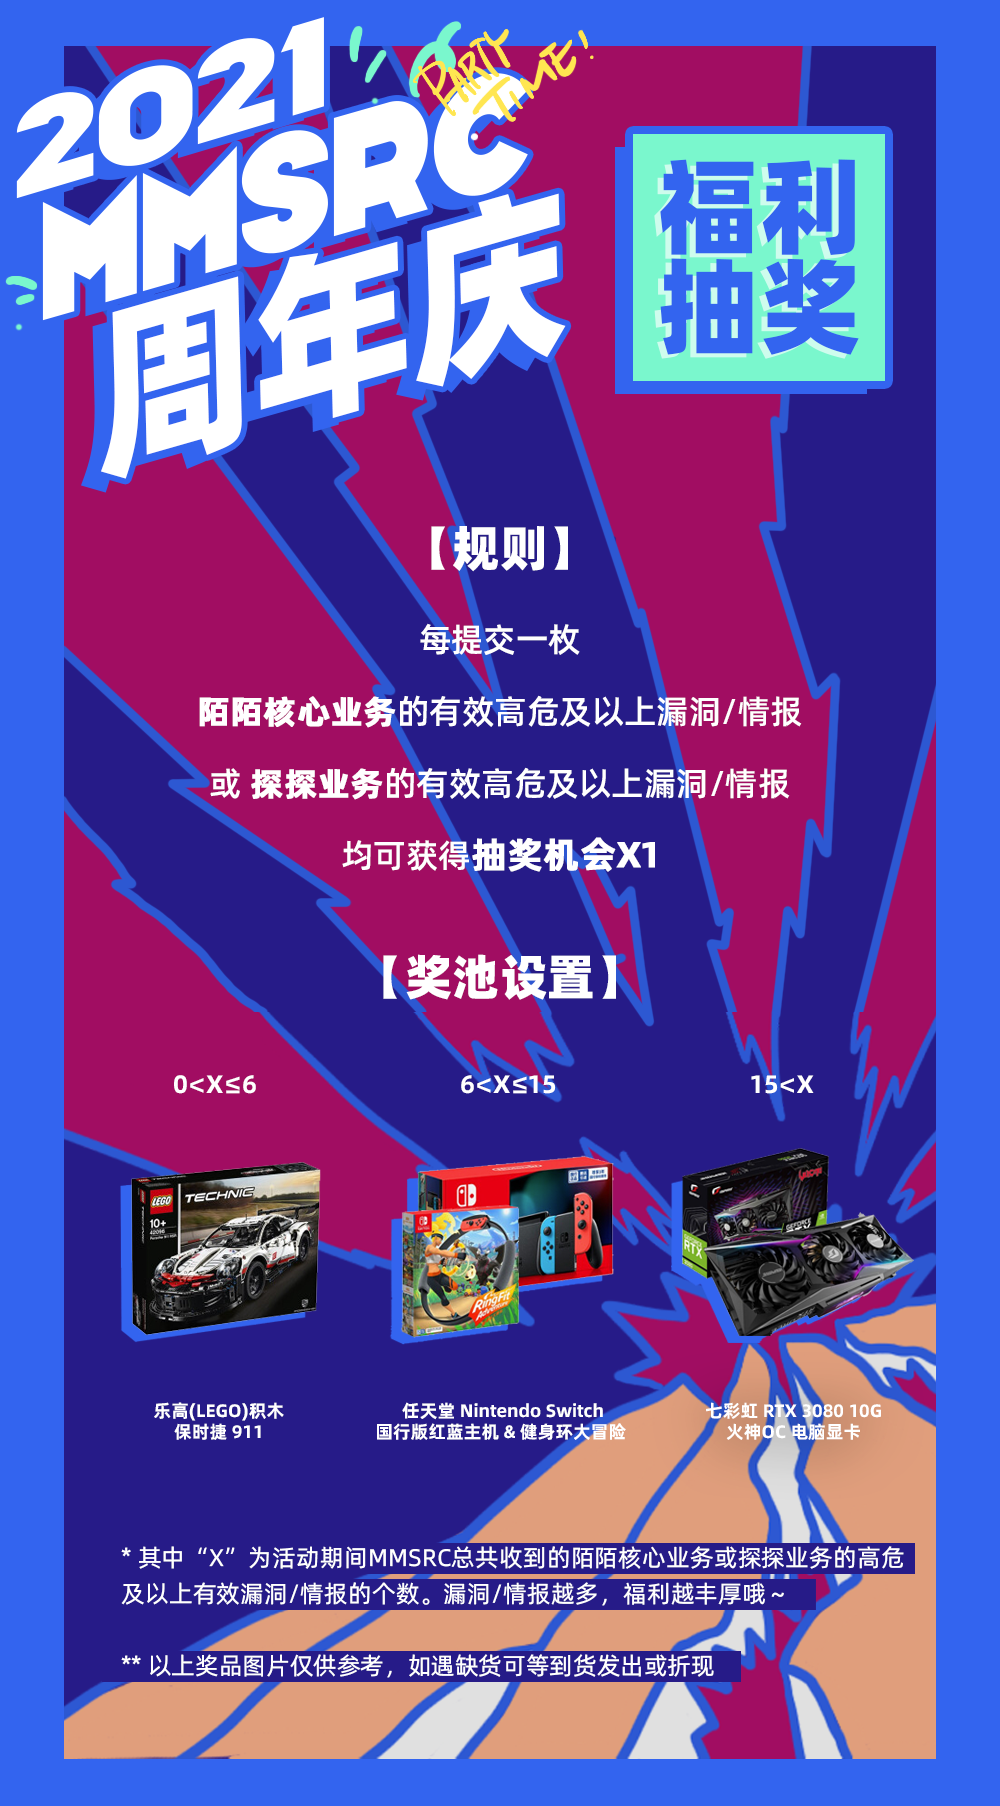 2021
PARTY
TIME!
MMSRC
周年庆
福利
抽奖
【规则】
每提交一枚
陌陌核心业务的有效高危及以上漏洞/情报
或 探探业务的有效高危及以上漏洞/情报
均可获得抽奖机会X1
【奖池设置】
0<X≤6
6<X≤15
15<X
LEGO TECHNIC
10+
42096
RingFit
Adventure
GEFORCE
RTX
乐高(LEGO)积木
保时捷 911
任天堂 Nintendo Switch
国行版红蓝主机 & 健身环大冒险
七彩虹 RTX 3080 10G
火神OC 电脑显卡
* 其中“X”为活动期间MMSRC总共收到的陌陌核心业务或探探业务的高危
及以上有效漏洞/情报的个数。漏洞/情报越多，福利越丰厚哦~
** 以上奖品图片仅供参考，如遇缺货可等到货发出或折现